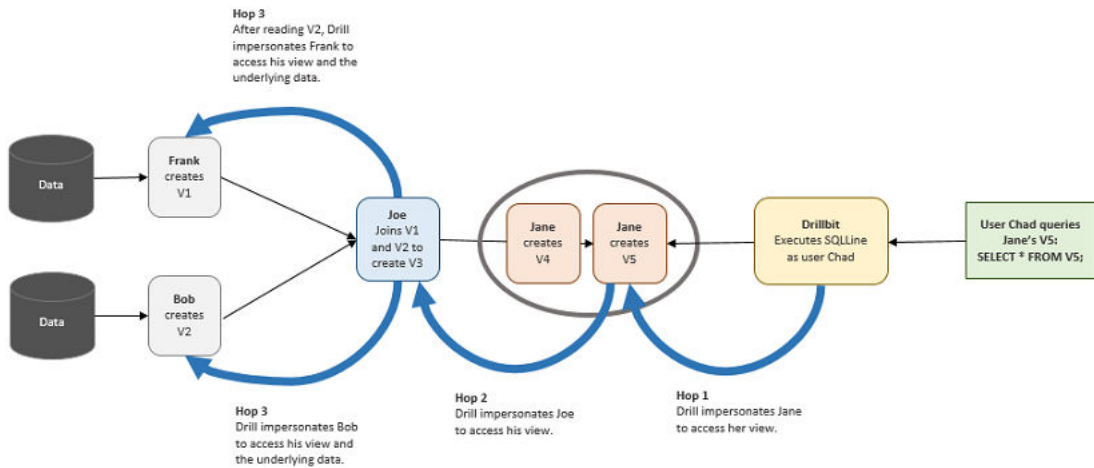 Hop 3
After reading V2, Drill
impersonates Frank to
access his view and the
underlying data.
Data
Frank
creates
V1
Joe
Joins V1
and V2 to
create V3
Jane
creates
V4
Jane
creates
V5
Drillbit
Executes SQLLine
as user Chad
User Chad queries
Jane's V5:
SELECT * FROM V5;
Data
Bob
creates
V2
Hop 3
Drill impersonates Bob
to access his view and
the underlying data.
Hop 2
Drill impersonates Joe
to access his view.
Hop 1
Drill impersonates Jane
to access her view.